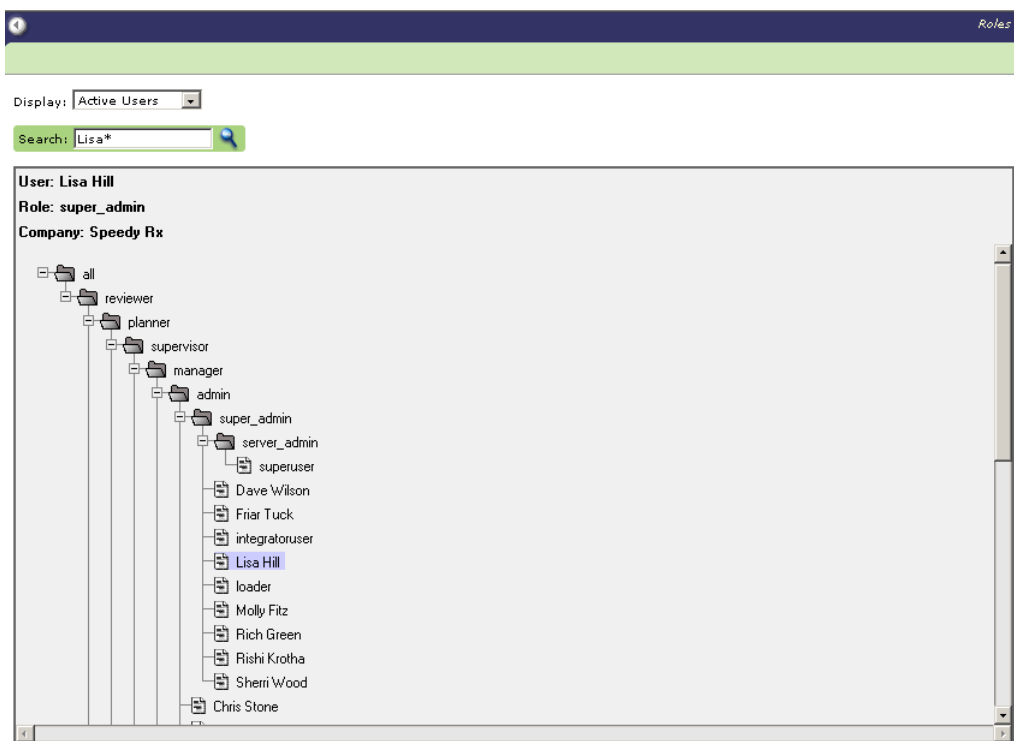 Roles
Display: Active Users
Search: Lisa*
User: Lisa Hill
Role: super_admin
Company: Speedy Rx
all
reviewer
planner
supervisor
manager
admin
super_admin
server_admin
superuser
Dave Wilson
Friar Tuck
integratoruser
Lisa Hill
loader
Molly Fitz
Rich Green
Rishi Krotha
Sherri Wood
Chris Stone